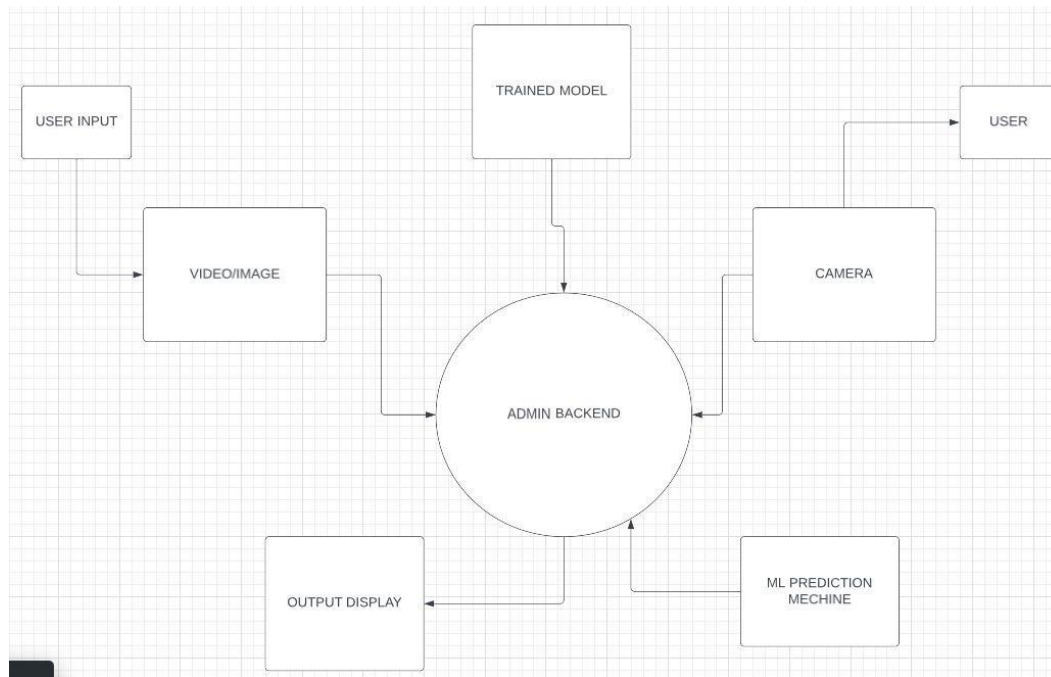 TRAINED MODEL
USER INPUT
USER
VIDEO/IMAGE
CAMERA
ADMIN BACKEND
OUTPUT DISPLAY
ML PREDICTION
MECHINE